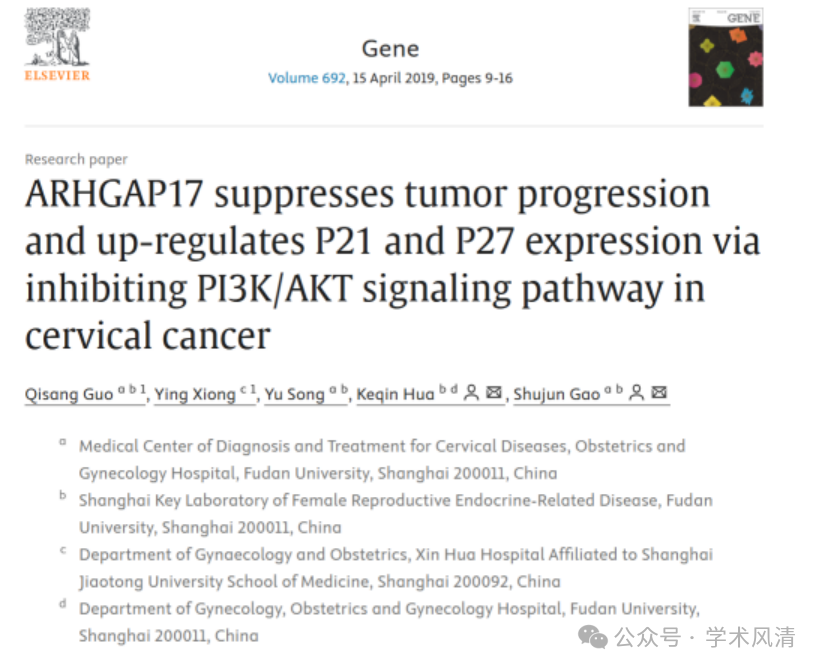 ELSEVIER
Gene
Volume 692, 15 April 2019, Pages 9-16
GENE
Research paper
ARHGAP17 suppresses tumor progression
and up-regulates P21 and P27 expression via
inhibiting PI3K/AKT signaling pathway in
cervical cancer
Qisang Guo a b 1, Ying Xiong c 1, Yu Song a b, Keqin Hua b d, Shujun Gao a b
a Medical Center of Diagnosis and Treatment for Cervical Diseases, Obstetrics and
Gynecology Hospital, Fudan University, Shanghai 200011, China
b Shanghai Key Laboratory of Female Reproductive Endocrine-Related Disease, Fudan
University, Shanghai 200011, China
c Department of Gynaecology and Obstetrics, Xin Hua Hospital Affiliated to Shanghai
Jiaotong University School of Medicine, Shanghai 200092, China
d Department of Gynecology, Obstetrics and Gynecology Hospital, Fudan University,
Shanghai 200011, China
公众号 · 学术风清